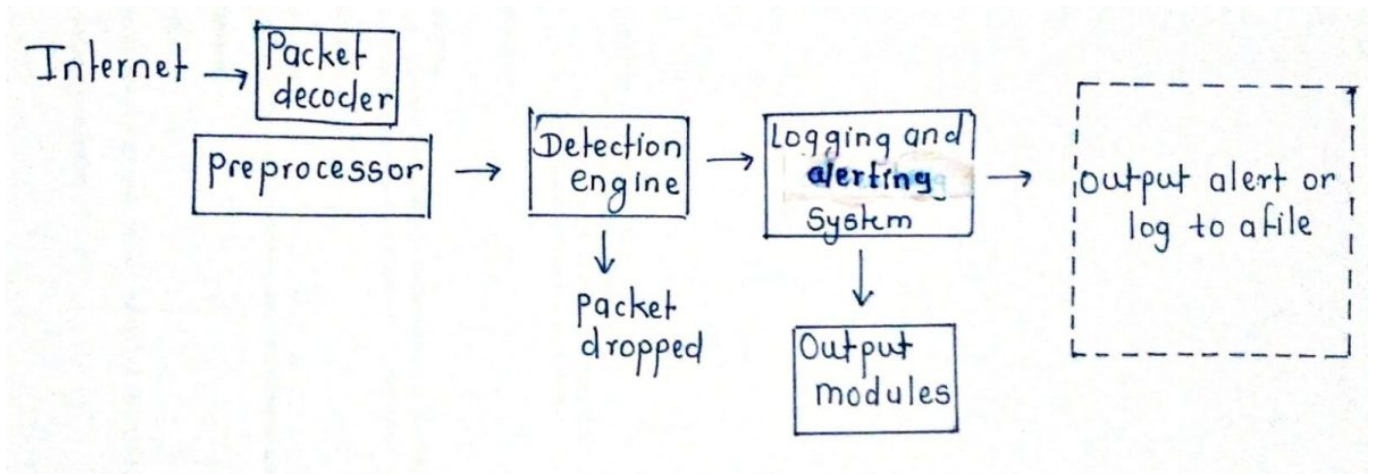 Internet
Packet
decoder
Preprocessor
Detection
engine
Packet
dropped
Logging and
alerting
System
Output
modules
output alert or
log to afile